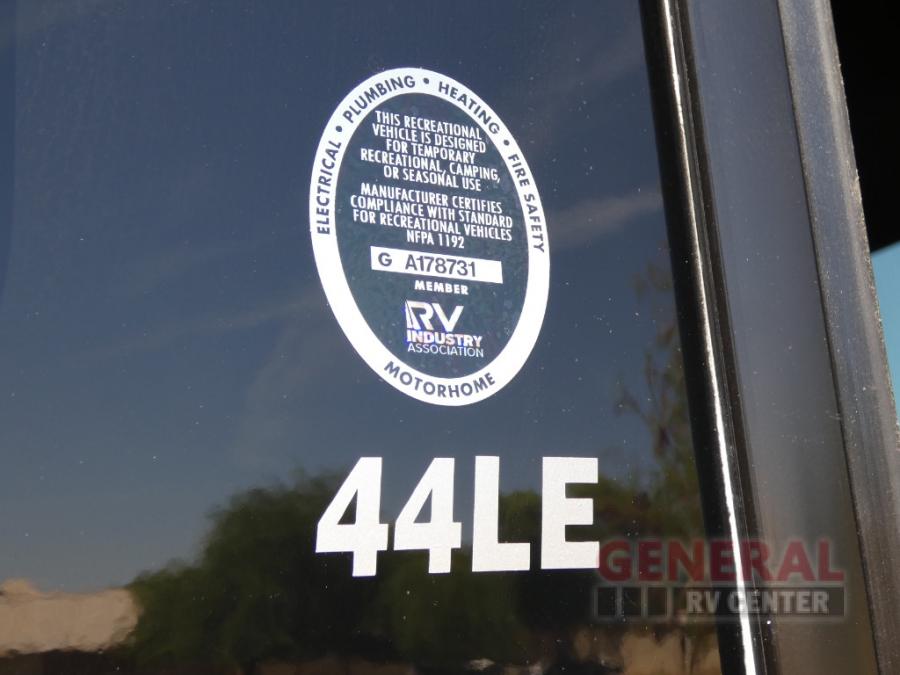 ELECTRICAL • PLUMBING • HEATING • FIRE SAFETY
THIS RECREATIONAL
VEHICLE IS DESIGNED
FOR TEMPORARY
RECREATIONAL, CAMPING,
OR SEASONAL USE
MANUFACTURER CERTIFIES
COMPLIANCE WITH STANDARD
FOR RECREATIONAL VEHICLES
NFPA 1192
G A178731
MEMBER
RV
INDUSTRY
ASSOCIATION
MOTORHOME
44LE
GENERAL
RV CENTER